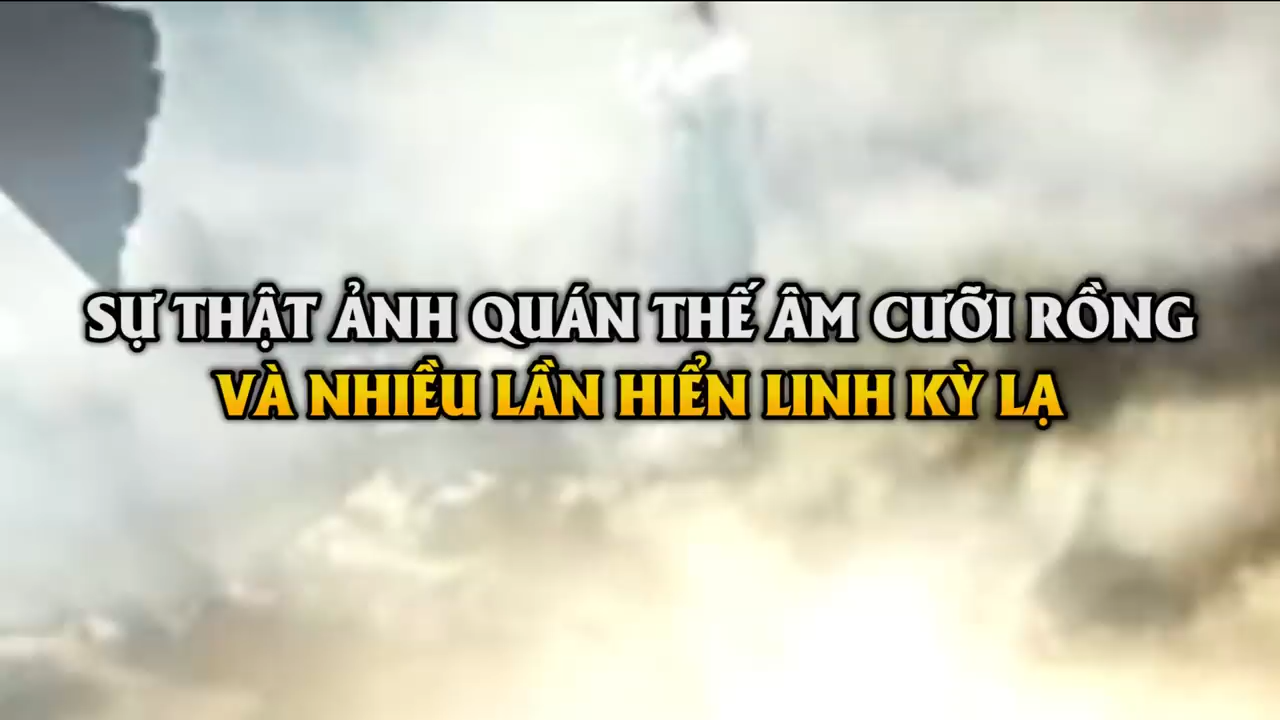 SỰ THẬT ẢNH QUÁN THẾ ÂM CƯỠI RỒNG
VÀ NHIỀU LẦN HIỂN LINH KỲ LẠ